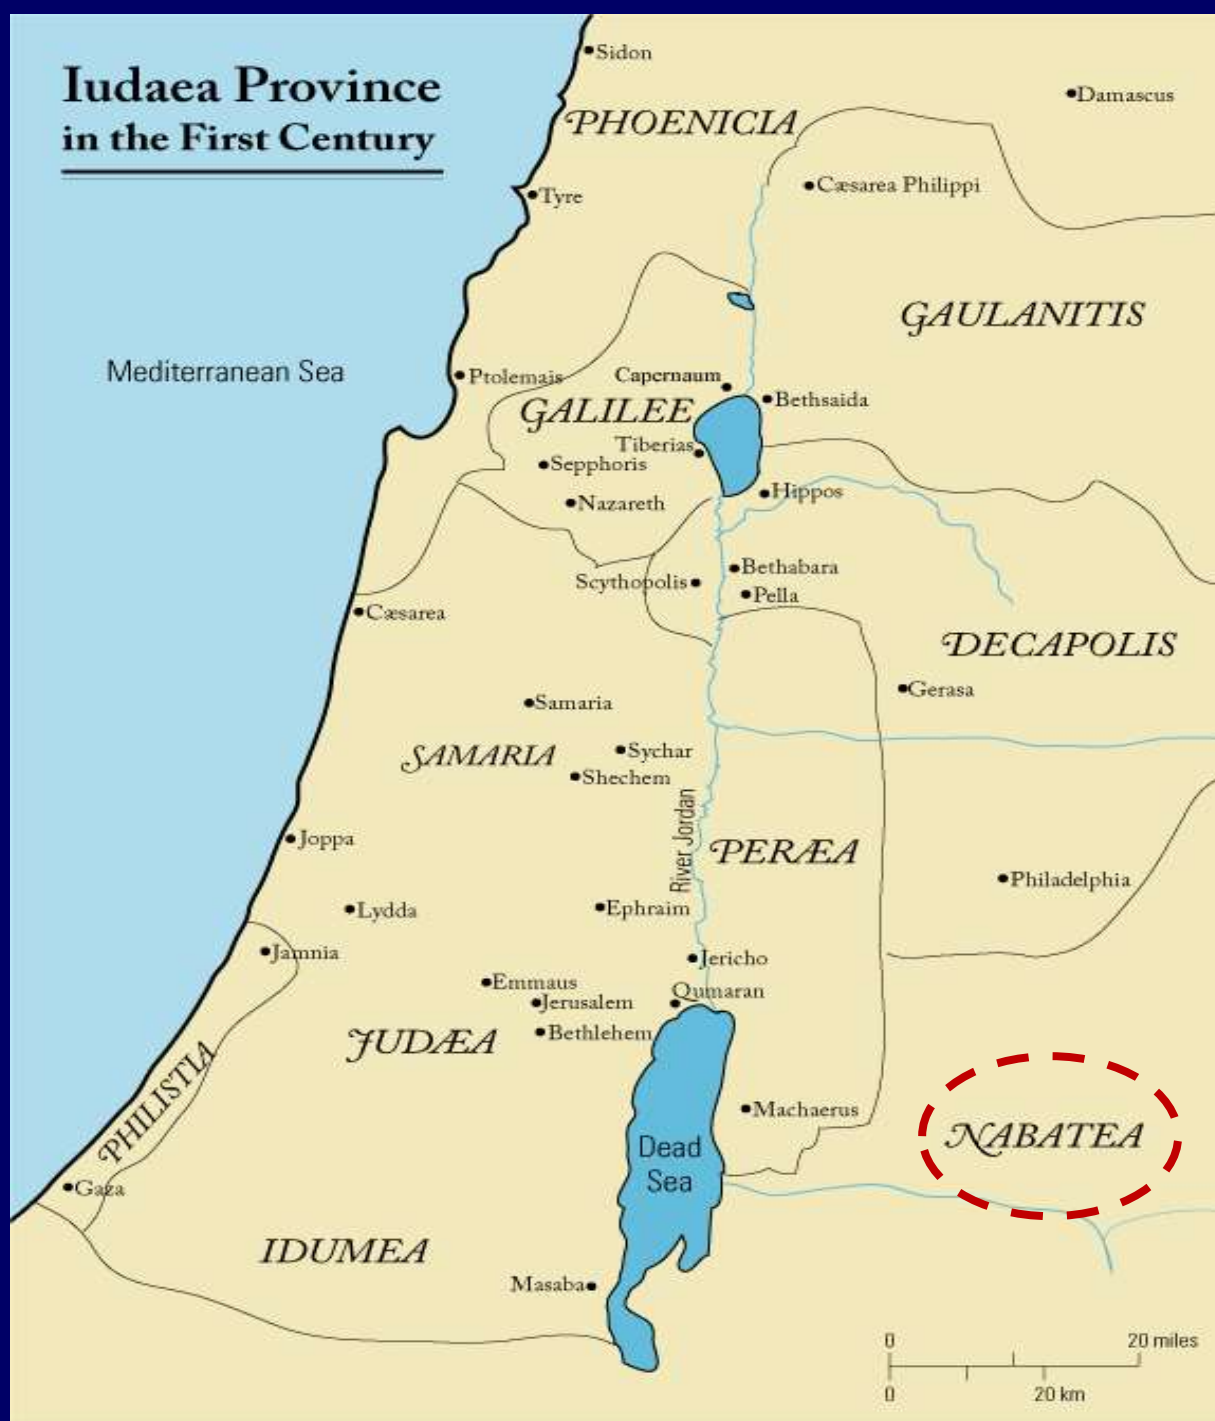 Iudaea Province
in the First Century
Sidon
Damascus
PHOENICIA
Cæsarea Philippi
Tyre
GAULANITIS
Mediterranean Sea
Ptolemais
Capernaum
Bethsaida
GALILEE
Tiberias
Sepphoris
Hippos
Nazareth
Bethabara
Scythopolis
Pella
Cæsarea
DECAPOLIS
Gerasa
Samaria
Sychar
SAMARIA
Shechem
River Jordan
Joppa
PERÆA
Philadelphia
Lydda
Ephraim
Jamnia
Jericho
Emmaus
Qumaran
Jerusalem
Bethlehem
JUDÆA
PHILISTIA
Machaerus
NABATEA
Dead
Sea
Gaza
IDUMEA
Masaba
0 20 miles
0 20 km